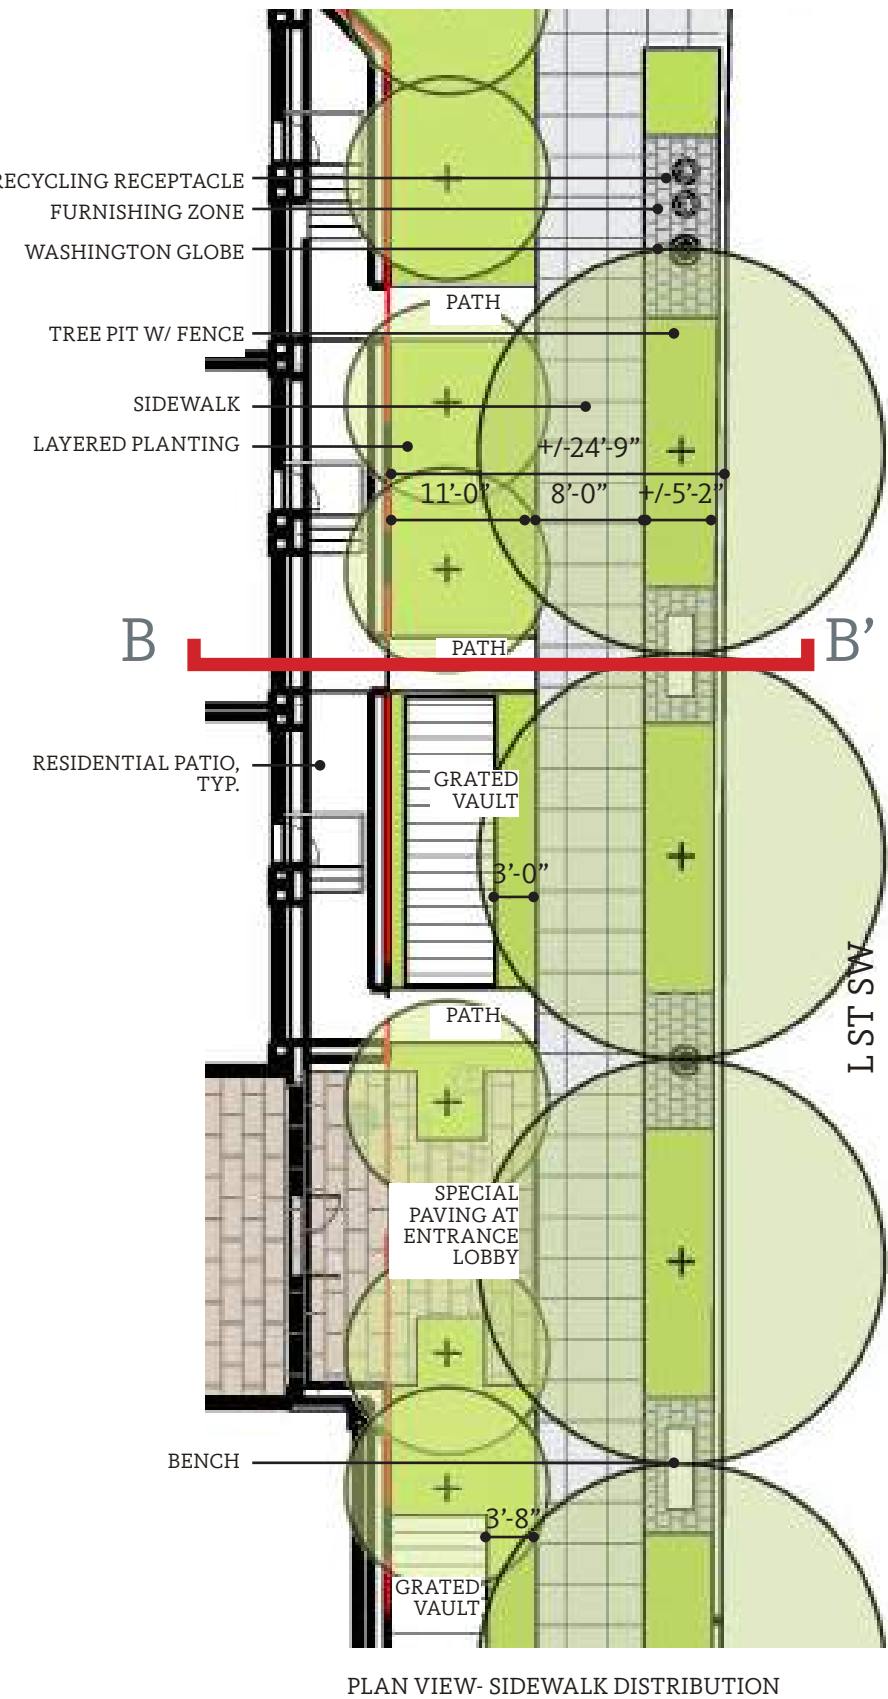 RECYCLING RECEPTACLE
FURNISHING ZONE
WASHINGTON GLOBE
PATH
TREE PIT W/ FENCE
SIDEWALK
LAYERED PLANTING
+/-24'-9"
11'-0"
8'-0"
+/-5'-2"
B
B'
PATH
RESIDENTIAL PATIO,
TYP.
GRATED
VAULT
3'-0"
L ST SW
PATH
SPECIAL
PAVING AT
ENTRANCE
LOBBY
BENCH
3'-8"
GRATED
VAULT
PLAN VIEW- SIDEWALK DISTRIBUTION